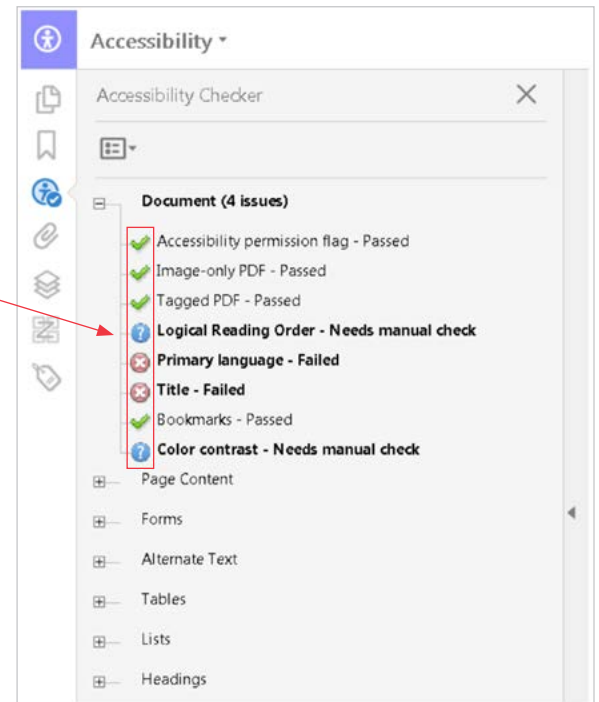 Accessibility
Accessibility Checker
Document (4 issues)
Accessibility permission flag - Passed
Image-only PDF - Passed
Tagged PDF - Passed
Logical Reading Order - Needs manual check
Primary language - Failed
Title - Failed
Bookmarks - Passed
Color contrast - Needs manual check
Page Content
Forms
Alternate Text
Tables
Lists
Headings